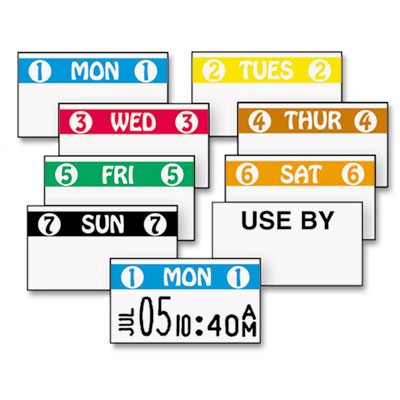 1 MON 1
2 TUES 2
3 WED 3
4 THUR 4
5 FRI 5
6 SAT 6
7 SUN 7
USE BY
1 MON 1
JUL 05 10:40 AM